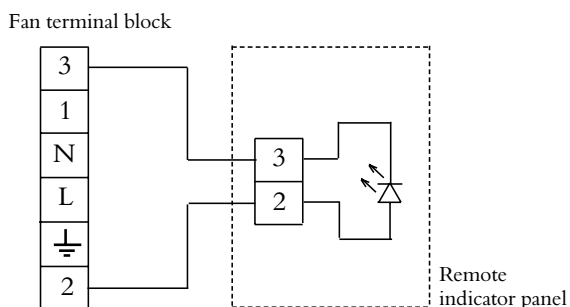 Fan terminal block
3
1
N
L
2
3
2
Remote
indicator panel